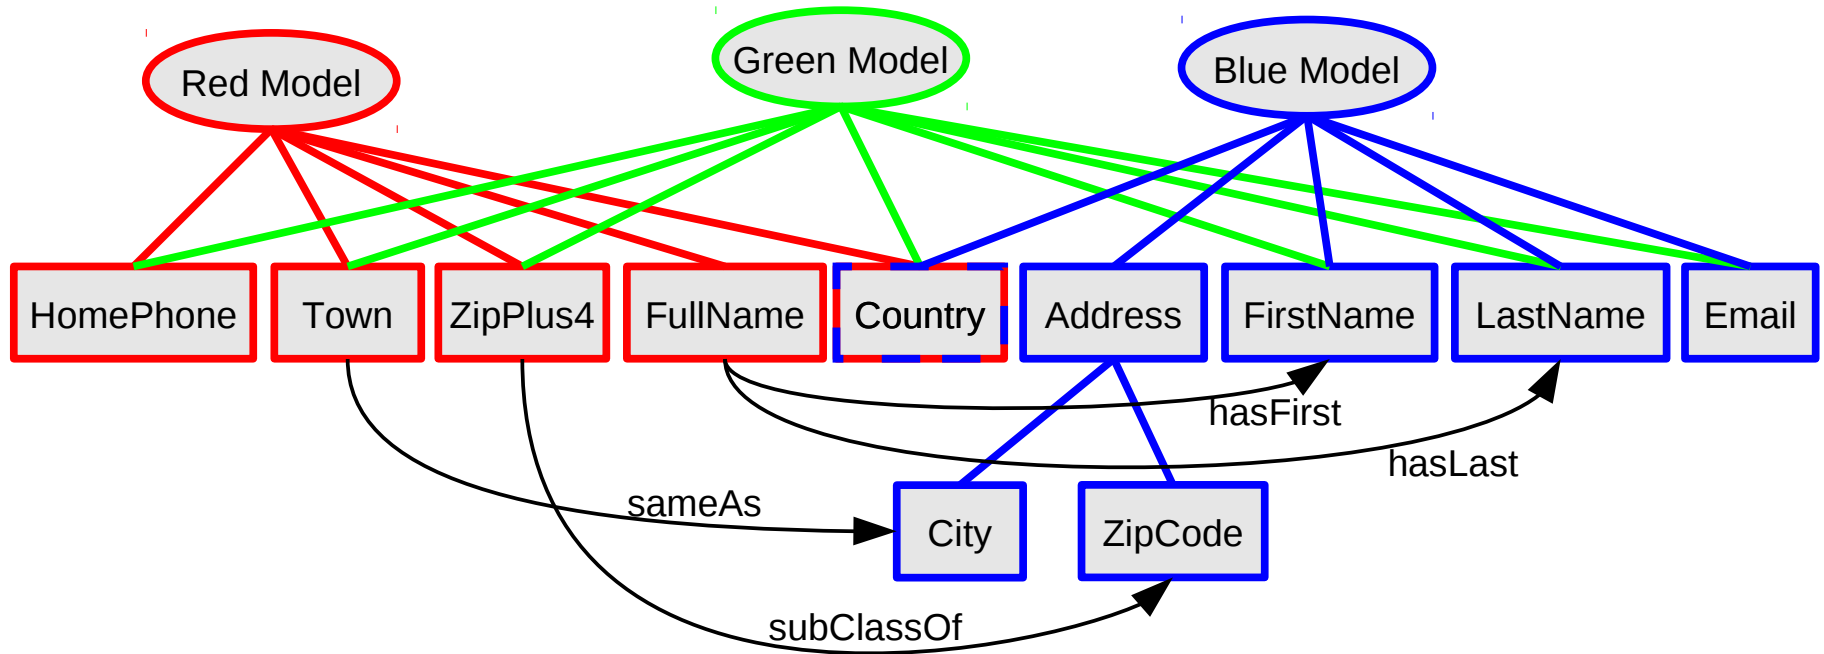 Red Model
Green Model
Blue Model
HomePhone
Town
ZipPlus4
FullName
Country
Address
FirstName
LastName
Email
hasFirst
hasLast
sameAs
City
ZipCode
subClassOf